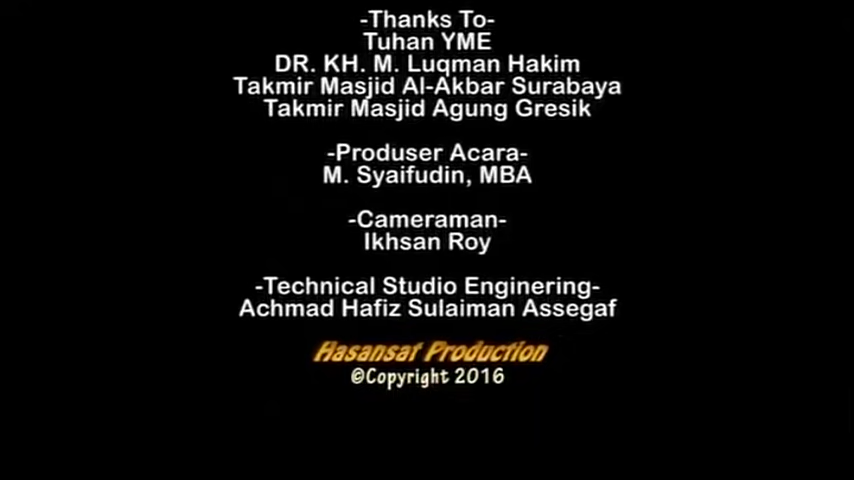 -Thanks To-
Tuhan YME
DR. KH. M. Luqman Hakim
Takmir Masjid Al-Akbar Surabaya
Takmir Masjid Agung Gresik
-Produser Acara-
M. Syaifudin, MBA
-Cameraman-
Ikhsan Roy
-Technical Studio Enginering-
Achmad Hafiz Sulaiman Assegaf
Hasansaf Production
©Copyright 2016